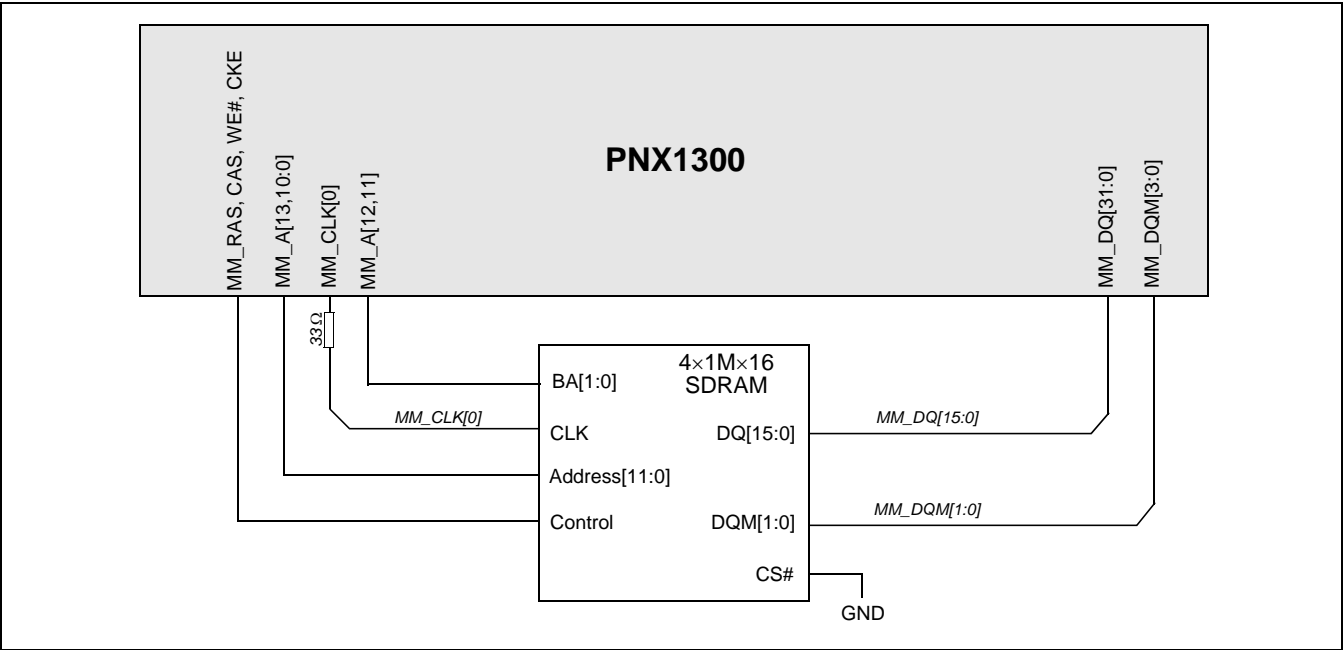 MM_RAS, CAS, WE#, CKE
MM_A[13,10:0]
MM_CLK[0]
MM_A[12,11]
PNX1300
MM_DQ[31:0]
MM_DQM[3:0]
33Ω
4×1M×16
SDRAM
BA[1:0]
MM_CLK[0]
CLK
DQ[15:0]
MM_DQ[15:0]
Address[11:0]
Control
DQM[1:0]
MM_DQM[1:0]
CS#
GND